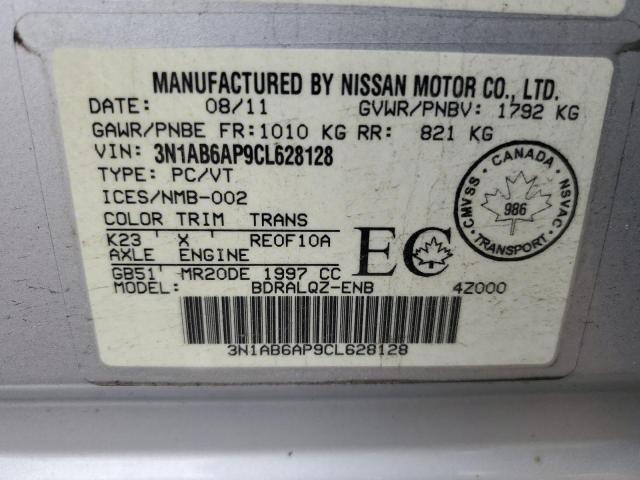 MANUFACTURED BY NISSAN MOTOR CO., LTD.
DATE: 08/11 GVWR/PNBV: 1792 KG
GAWR/PNBE FR: 1010 KG RR: 821 KG
VIN: 3N1AB6AP9CL628128
TYPE: PC/VT
ICES/NMB-002
COLOR TRIM TRANS
K23 X RE0F10A
AXLE ENGINE
GB51 MR20DE 1997 CC
MODEL: BDRALQZ-ENB 4Z000
3N1AB6AP9CL628128
EC
CANADA
CMVSS
NSVAC
986
TRANSPORT